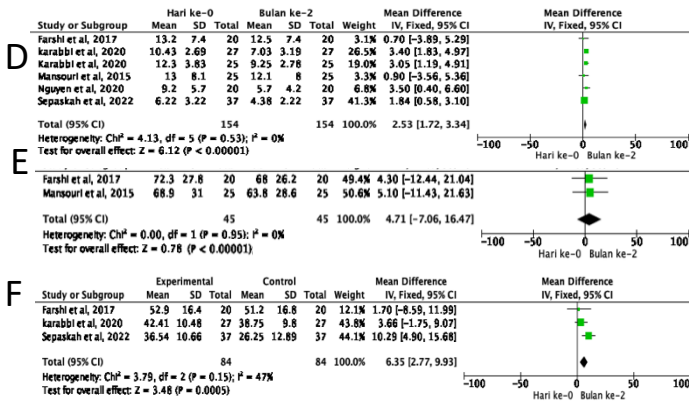 D
Hari ke-0 Bulan ke-2 Mean Difference Mean Difference
Study or Subgroup Mean SD Total Mean SD Total Weight IV, Fixed, 95% CI IV, Fixed, 95% CI
Farshi et al, 2017 13.2 7.4 20 12.5 7.4 20 3.1% 0.70 [-3.89, 5.29]
karabbi et al, 2020 10.43 2.69 27 7.03 3.19 27 26.5% 3.40 [1.83, 4.97]
Karabbi et al, 2020 12.3 3.83 25 9.25 2.78 25 19.0% 3.05 [1.19, 4.91]
Mansouri et al, 2015 13 8.1 25 12.1 8 25 3.3% 0.90 [-3.56, 5.36]
Nguyen et al, 2020 9.2 5.7 20 5.7 4.2 20 6.8% 3.50 [0.40, 6.60]
Sepaskah et al, 2022 6.22 3.22 37 4.38 2.22 37 41.3% 1.84 [0.58, 3.10]
Total (95% CI) 154 154 100.0% 2.53 [1.72, 3.34]
Heterogeneity: Chi² = 4.13, df = 5 (P = 0.53); I² = 0%
Test for overall effect: Z = 6.12 (P < 0.00001)
-100 -50 0 50 100
Hari ke-0 Bulan ke-2
E
Farshi et al, 2017 72.3 27.8 20 68 26.2 20 49.4% 4.30 [-12.44, 21.04]
Mansouri et al, 2015 68.9 31 25 63.8 28.6 25 50.6% 5.10 [-11.43, 21.63]
Total (95% CI) 45 45 100.0% 4.71 [-7.06, 16.47]
Heterogeneity: Chi² = 0.00, df = 1 (P = 0.95); I² = 0%
Test for overall effect: Z = 0.78 (P < 0.00001)
-100 -50 0 50 100
Hari ke-0 Bulan ke-2
F
Experimental Control Mean Difference Mean Difference
Study or Subgroup Mean SD Total Mean SD Total Weight IV, Fixed, 95% CI IV, Fixed, 95% CI
Farshi et al, 2017 52.9 16.4 20 51.2 16.8 20 12.1% 1.70 [-8.59, 11.99]
karabbi et al, 2020 42.41 10.48 27 38.75 9.8 27 43.8% 3.66 [-1.75, 9.07]
Sepaskah et al, 2022 36.54 10.66 37 26.25 12.89 37 44.1% 10.29 [4.90, 15.68]
Total (95% CI) 84 84 100.0% 6.35 [2.77, 9.93]
Heterogeneity: Chi² = 3.79, df = 2 (P = 0.15); I² = 47%
Test for overall effect: Z = 3.48 (P = 0.0005)
-100 -50 0 50 100
Hari ke-0 Bulan ke-2